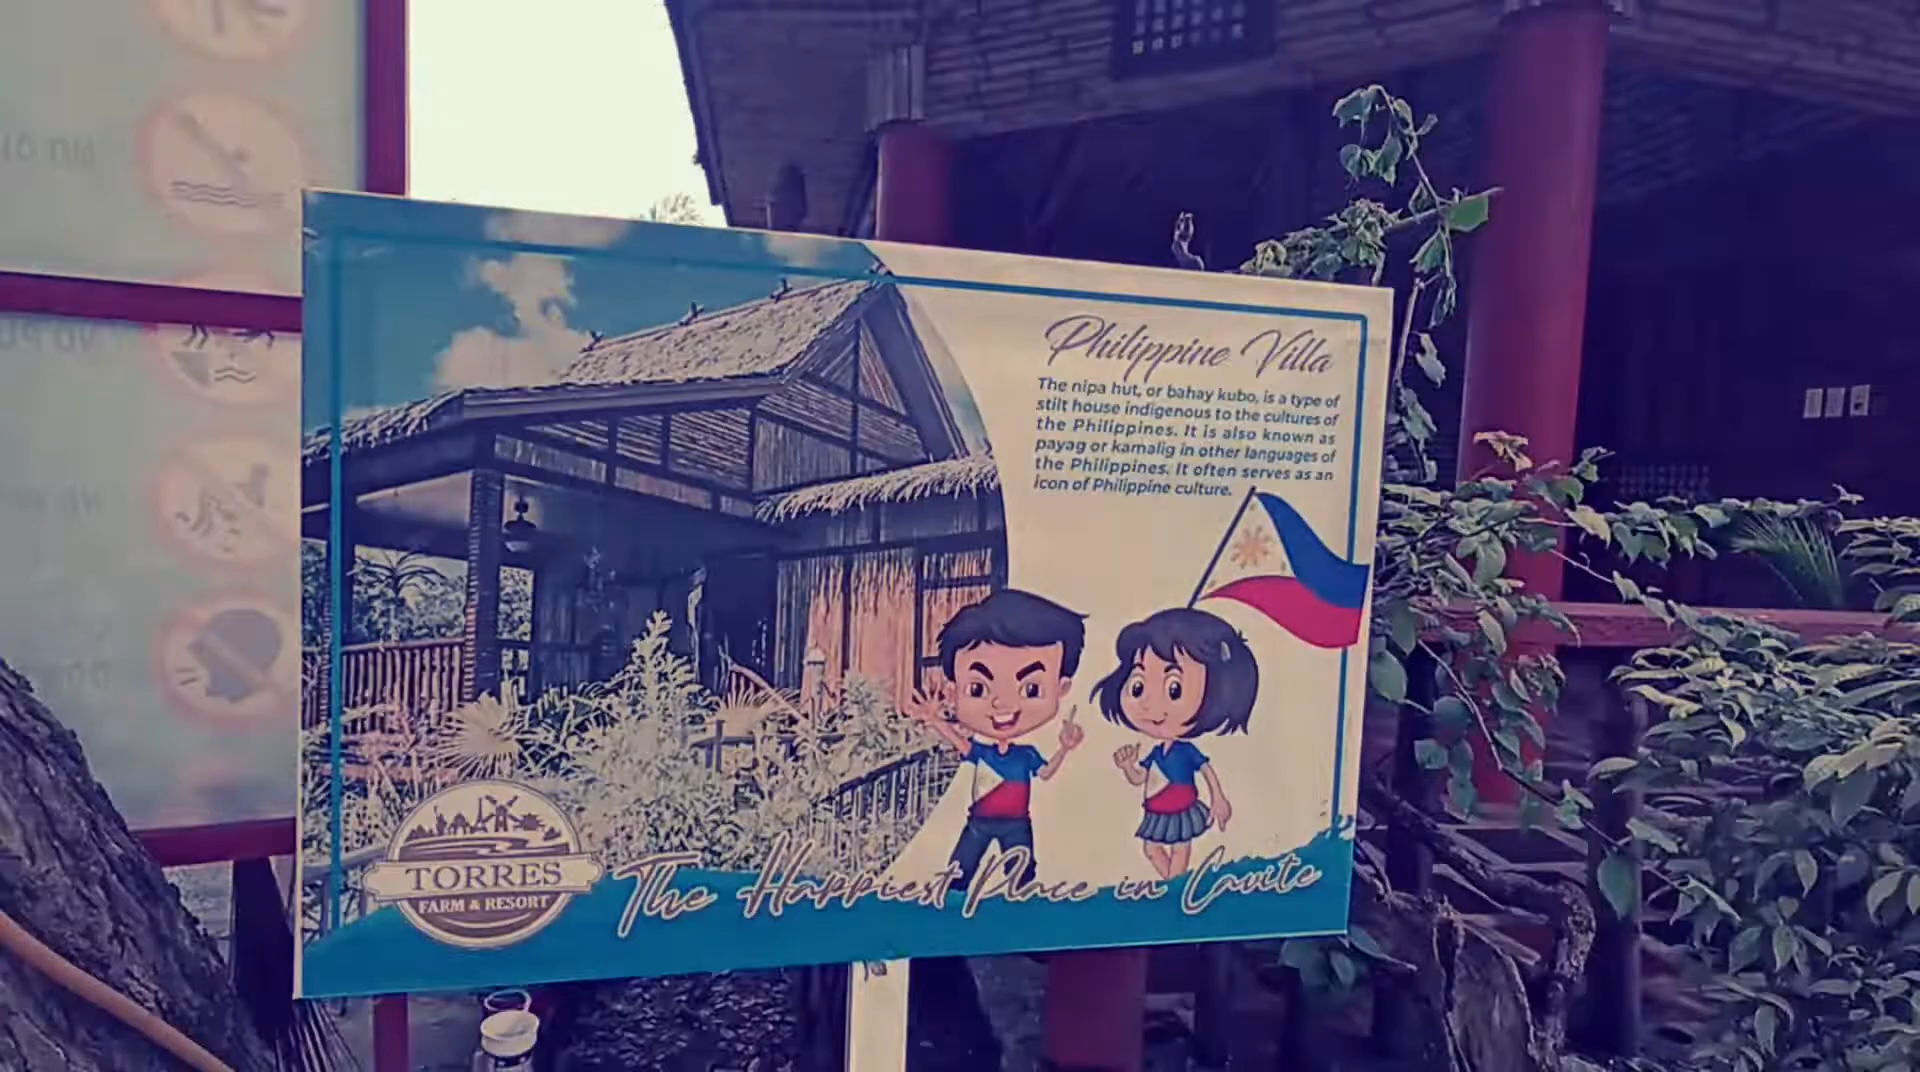 Philippine Villa
The nipa hut, or bahay kubo, is a type of
stilt house indigenous to the cultures of
the Philippines. It is also known as
payag or kamalig in other languages of
the Philippines. It often serves as an
icon of Philippine culture.
TORRES
FARM & RESORT
The Happiest Place in Cavite